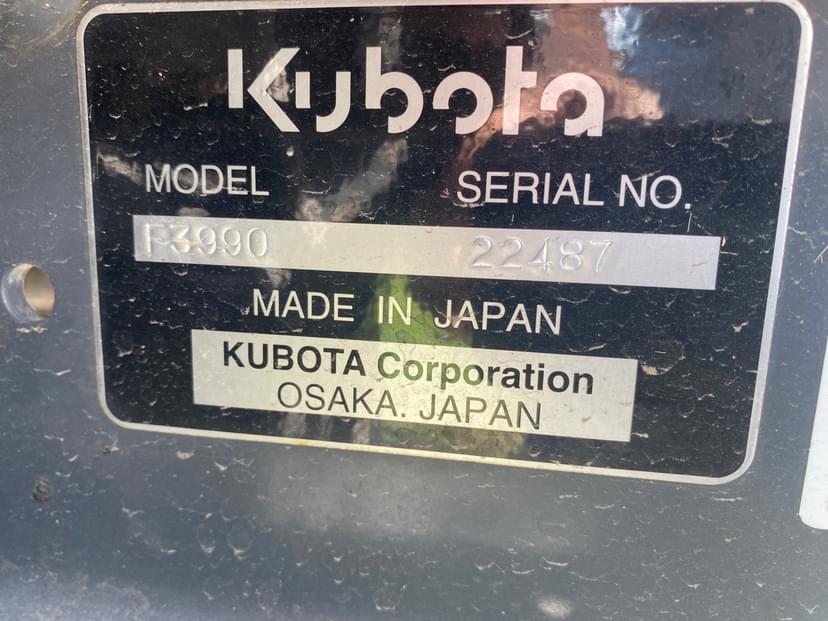 Kubota
MODEL SERIAL NO.
F3990 22487
MADE IN JAPAN
KUBOTA Corporation
OSAKA. JAPAN